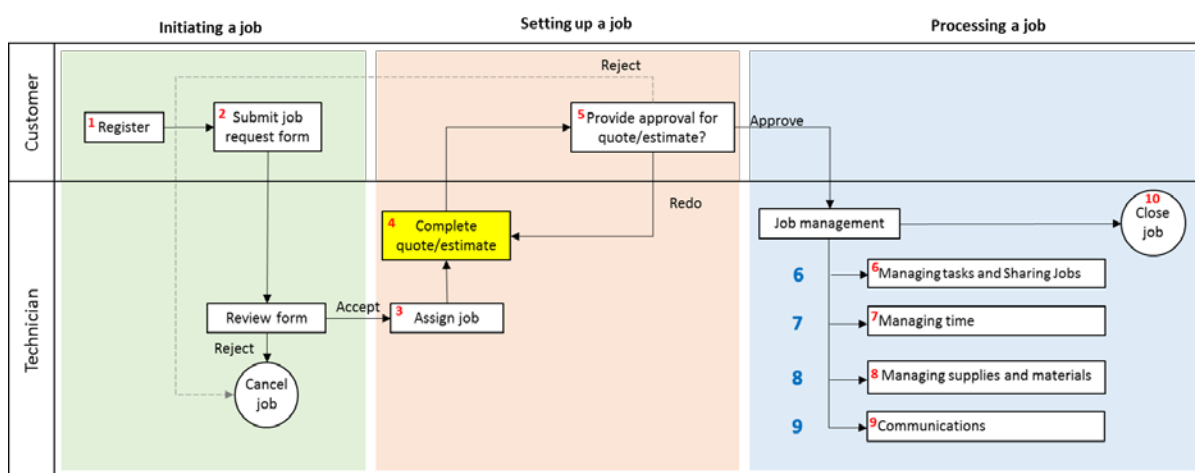 Initiating a job
Setting up a job
Processing a job
Customer
Reject
1 Register
2 Submit job
request form
5 Provide approval for
quote/estimate?
Approve
Technician
4 Complete
quote/estimate
Redo
Job management
10
Close
job
6
6 Managing tasks and Sharing Jobs
Review form
Accept
3 Assign job
7
7 Managing time
Reject
Cancel
job
8
8 Managing supplies and materials
9
9 Communications